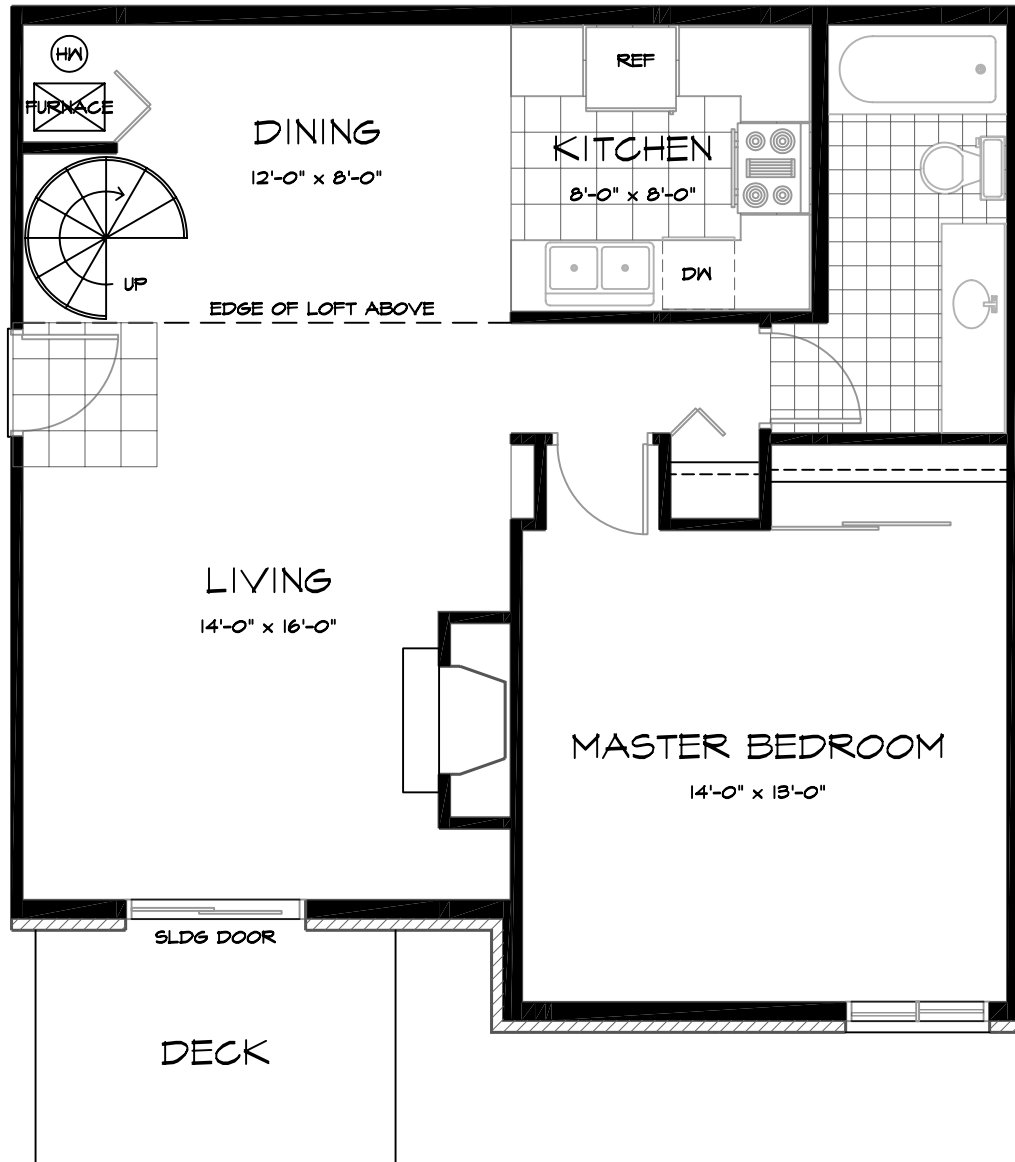 HW
FURNACE
REF
DINING
12'-0" x 8'-0"
KITCHEN
8'-0" x 8'-0"
UP
DW
EDGE OF LOFT ABOVE
LIVING
14'-0" x 16'-0"
MASTER BEDROOM
14'-0" x 13'-0"
SLDG DOOR
DECK